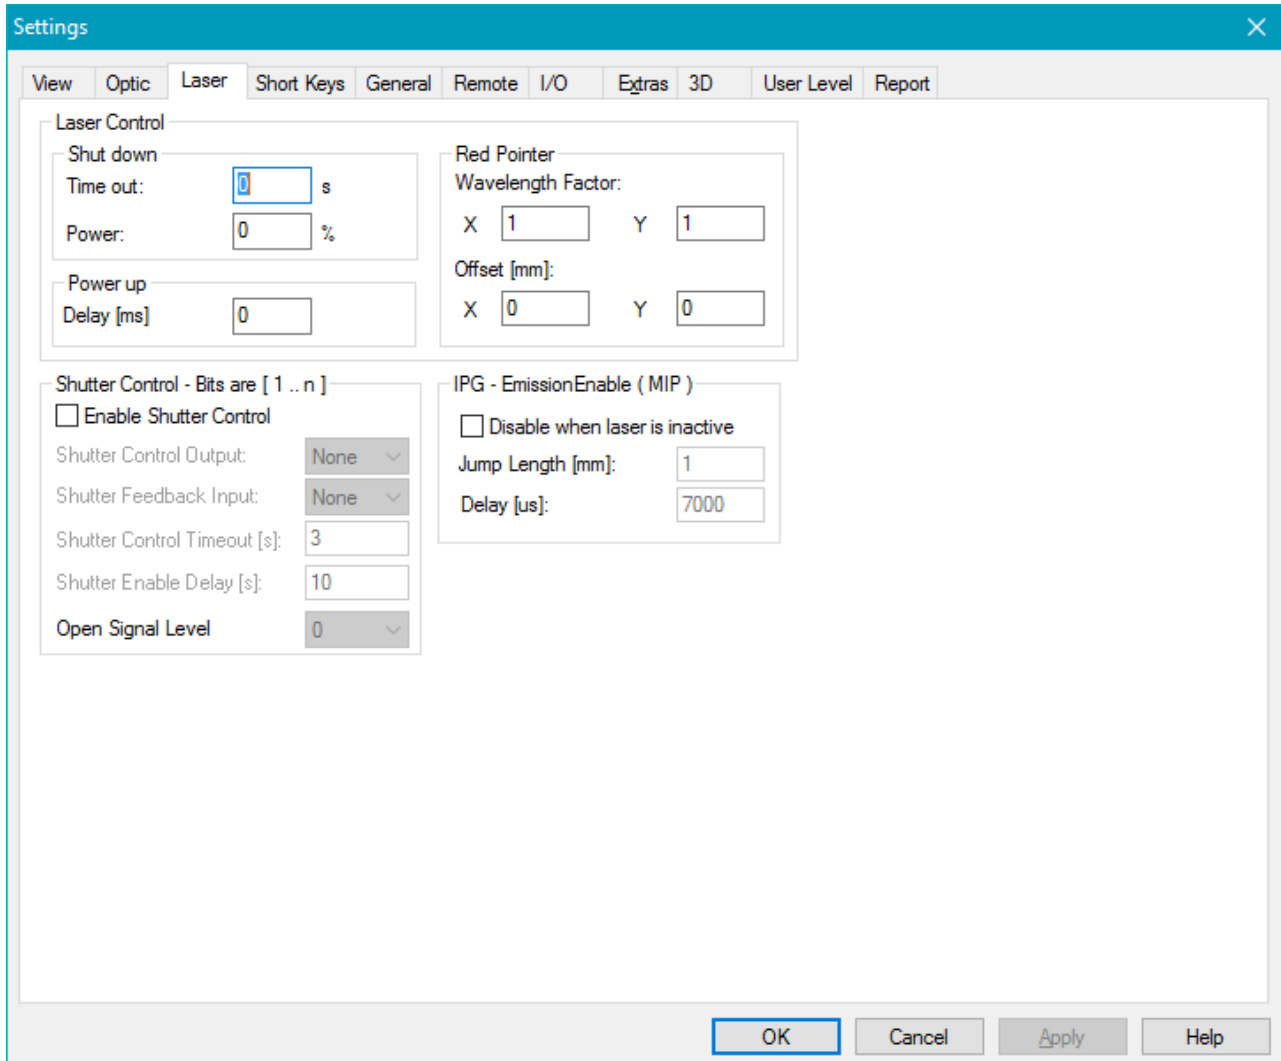 Settings
View Optic Laser Short Keys General Remote I/O Extras 3D User Level Report
Laser Control
Shut down
Time out: 0 s
Power: 0 %
Power up
Delay [ms] 0
Red Pointer
Wavelength Factor:
X 1 Y 1
Offset [mm]:
X 0 Y 0
Shutter Control - Bits are [ 1 .. n ]
Enable Shutter Control
Shutter Control Output: None
Shutter Feedback Input: None
Shutter Control Timeout [s]: 3
Shutter Enable Delay [s]: 10
Open Signal Level 0
IPG - EmissionEnable ( MIP )
Disable when laser is inactive
Jump Length [mm]: 1
Delay [us]: 7000
OK Cancel Apply Help